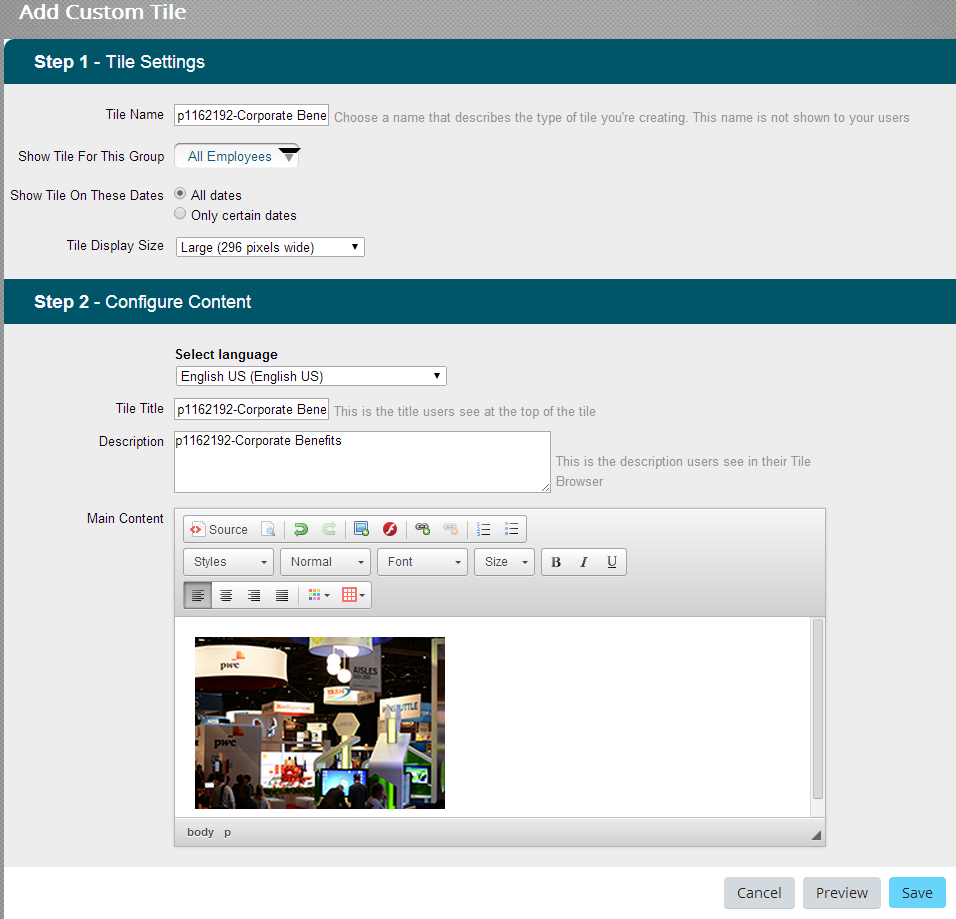 Add Custom Tile
Step 1 - Tile Settings
Tile Name p1162192-Corporate Bene Choose a name that describes the type of tile you're creating. This name is not shown to your users
Show Tile For This Group All Employees
Show Tile On These Dates All dates
Only certain dates
Tile Display Size Large (296 pixels wide)
Step 2 - Configure Content
Select language
English US (English US)
Tile Title p1162192-Corporate Bene This is the title users see at the top of the tile
Description p1162192-Corporate Benefits
This is the description users see in their Tile
Browser
Main Content
Source
Styles Normal Font Size B I U
pwc
AISLES
pwc
body p
Cancel Preview Save